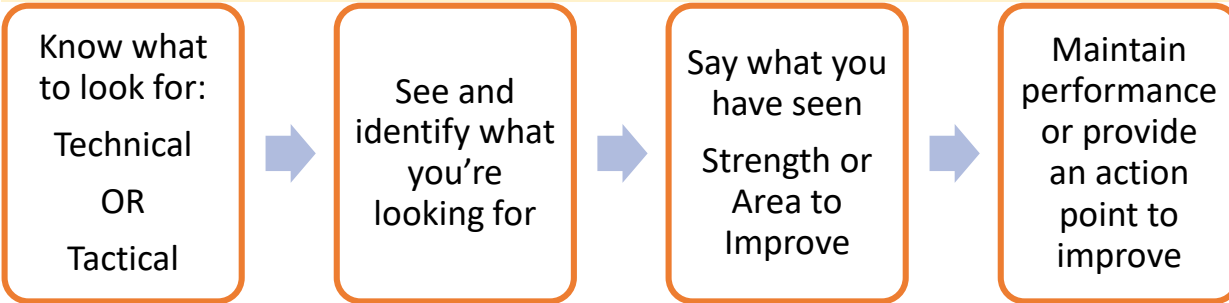 Know what
to look for:
Technical
OR
Tactical
See and
identify what
you’re
looking for
Say what you
have seen
Strength or
Area to
Improve
Maintain
performance
or provide
an action
point to
improve